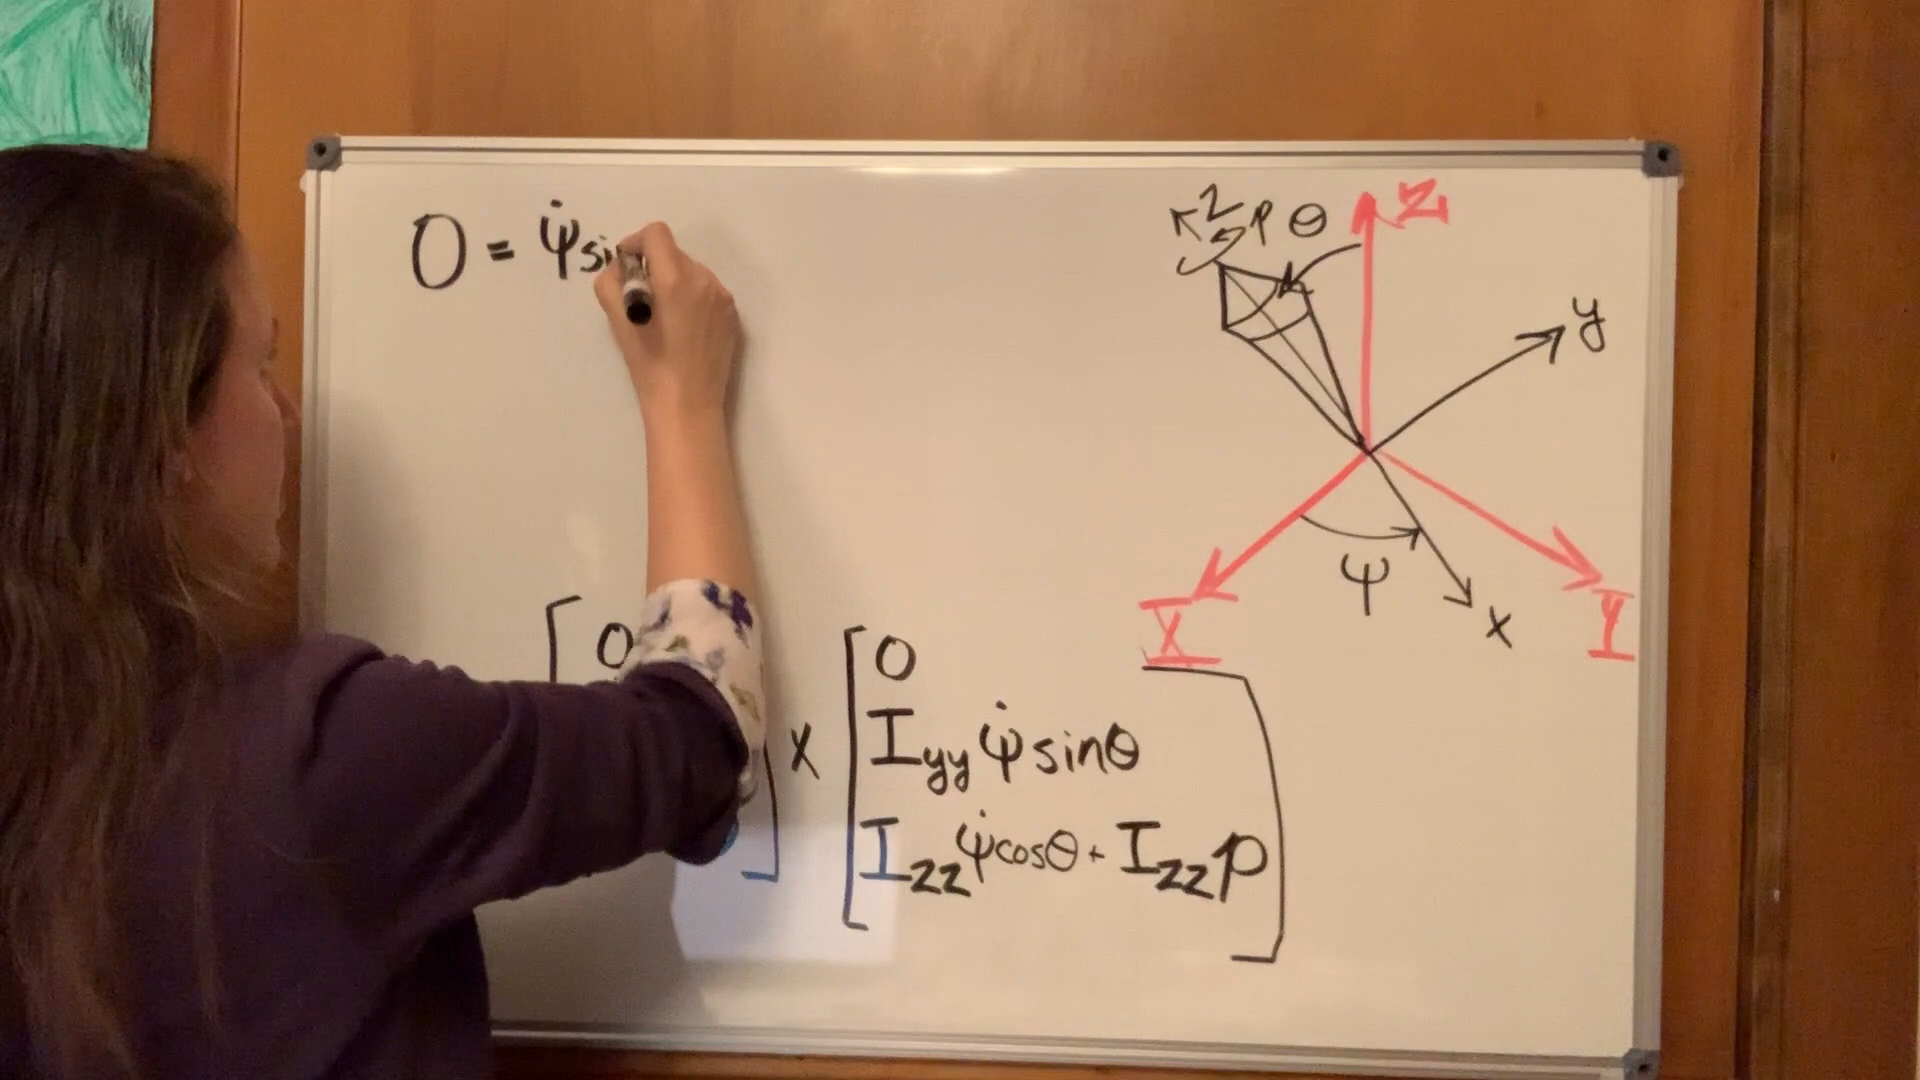 0 = ψ̇ sin
z p θ Z
y
ψ
x
X Y
0 × 0
I_yy ψ̇ sinθ
I_zz ψ̇ cosθ + I_zz p